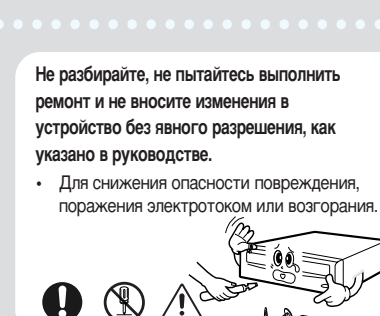 Не разбирайте, не пытайтесь выполнить
ремонт и не вносите изменения в
устройство без явного разрешения, как
указано в руководстве.
• Для снижения опасности повреждения,
поражения электротоком или возгорания.